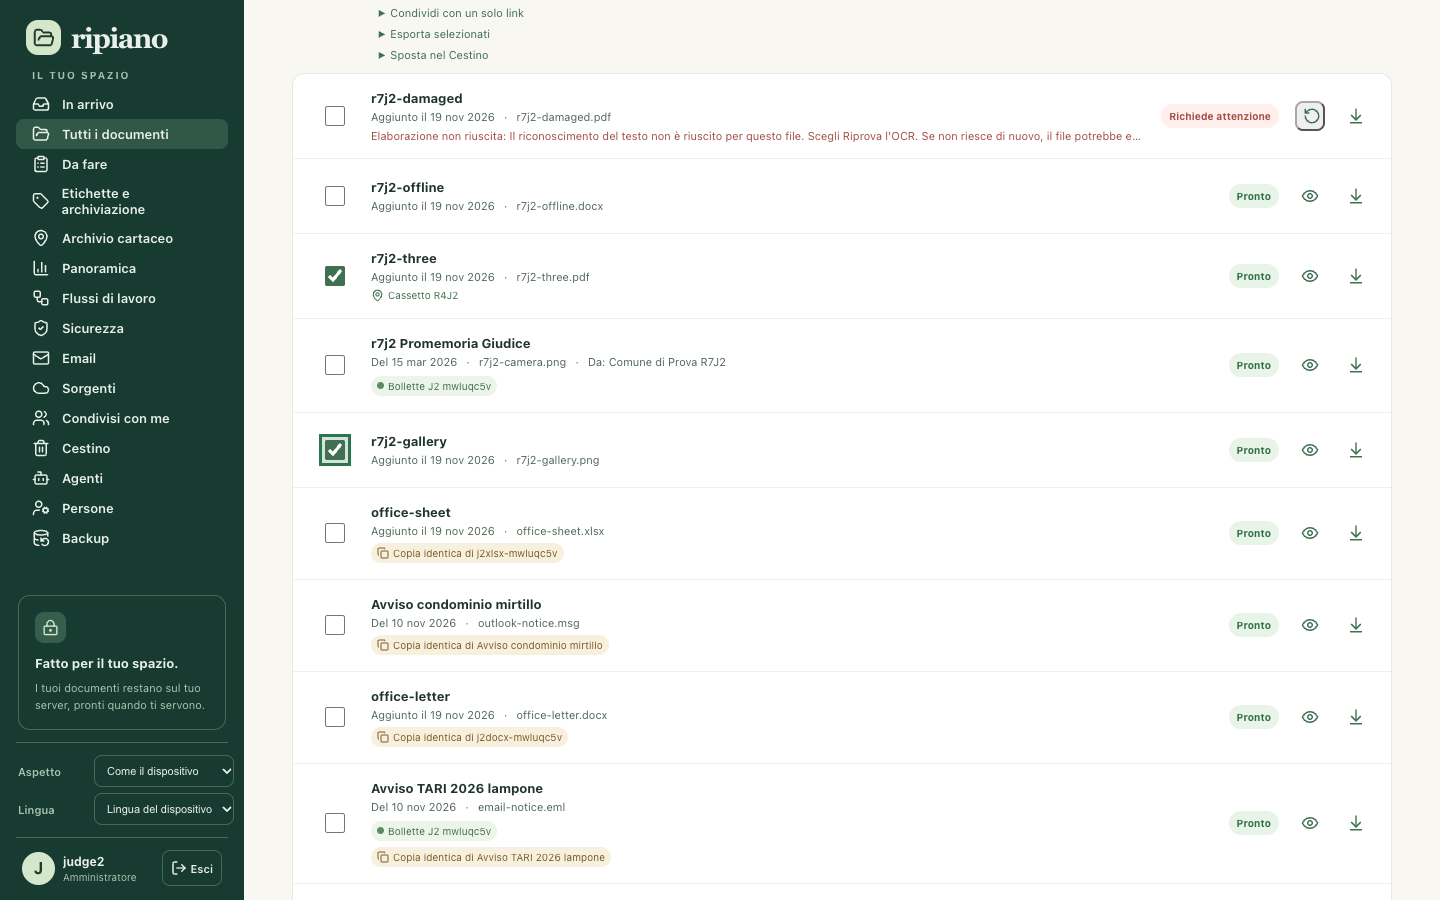 ripiano
IL TUO SPAZIO
In arrivo
Tutti i documenti
Da fare
Etichette e
archiviazione
Archivio cartaceo
Panoramica
Flussi di lavoro
Sicurezza
Email
Sorgenti
Condivisi con me
Cestino
Agenti
Persone
Backup
Fatto per il tuo spazio.
I tuoi documenti restano sul tuo
server, pronti quando ti servono.
Aspetto
Come il dispositivo
Lingua
Lingua del dispositivo
J
judge2
Amministratore
Esci
Condividi con un solo link
Esporta selezionati
Sposta nel Cestino
r7j2-damaged
Aggiunto il 19 nov 2026 · r7j2-damaged.pdf
Elaborazione non riuscita: Il riconoscimento del testo non è riuscito per questo file. Scegli Riprova l'OCR. Se non riesce di nuovo, il file potrebbe e...
Richiede attenzione
r7j2-offline
Aggiunto il 19 nov 2026 · r7j2-offline.docx
Pronto
r7j2-three
Aggiunto il 19 nov 2026 · r7j2-three.pdf
Cassetto R4J2
Pronto
r7j2 Promemoria Giudice
Del 15 mar 2026 · r7j2-camera.png · Da: Comune di Prova R7J2
Bollette J2 mwluqc5v
Pronto
r7j2-gallery
Aggiunto il 19 nov 2026 · r7j2-gallery.png
Pronto
office-sheet
Aggiunto il 19 nov 2026 · office-sheet.xlsx
Copia identica di j2xlsx-mwluqc5v
Pronto
Avviso condominio mirtillo
Del 10 nov 2026 · outlook-notice.msg
Copia identica di Avviso condominio mirtillo
Pronto
office-letter
Aggiunto il 19 nov 2026 · office-letter.docx
Copia identica di j2docx-mwluqc5v
Pronto
Avviso TARI 2026 lampone
Del 10 nov 2026 · email-notice.eml
Bollette J2 mwluqc5v
Copia identica di Avviso TARI 2026 lampone
Pronto